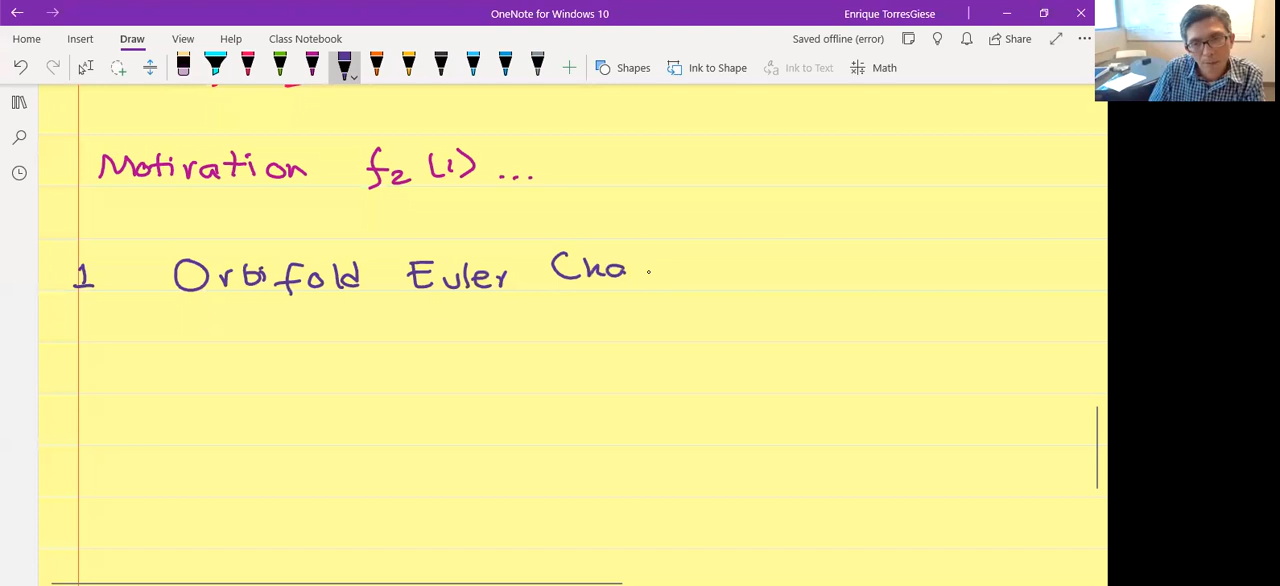 OneNote for Windows 10
Enrique TorresGiese
Home Insert Draw View Help Class Notebook
Saved offline (error) Share
Shapes Ink to Shape Ink to Text Math
Motivation f₂(1) ...
1 Orbifold Euler Cha